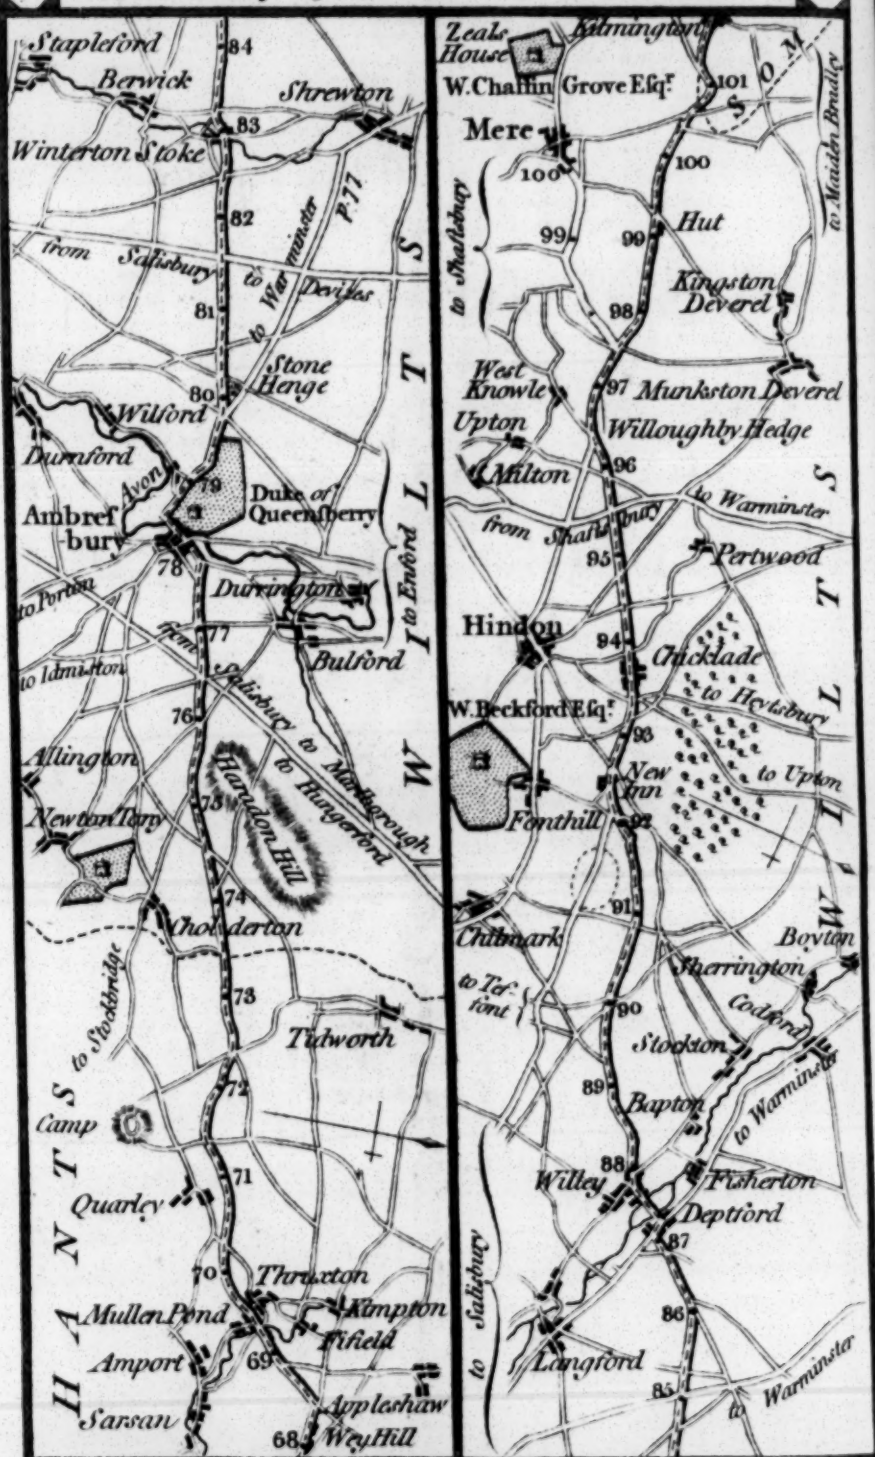 84
Stapleford
Berwick
Shrewton
83
Winterton Stoke
to Warminster
P. 77
82
from Salisbury to Devizes
81
Stone
Henge
80
Wilford
Durnford
Avon
79
Duke of
Queensberry
Ambres
-bury
78
to Enford
Durrington
to Porton
77
Bulford
to Idmiston
from Salisbury to Marlborough
to Hungerford
76
Allington
75
Haradon Hill
Newton Tony
74
Cholderton
73
to Stockbridge
Tidworth
72
Camp
71
Quarley
70
Thruxton
Mullen Pond
Kimpton
Fifield
Amport
69
Appleshaw
Sarsan
68
Wey Hill
HANTS
WILTS
Zeals
House
Kilmington
W. Chaffin Grove Esqr.
101
SOM
to Maiden Bradley
Mere
100
100
to Shaftsbury
99
99
Hut
Kingston
Deverel
98
West
Knowle
97
Munkston Deverel
Upton
Willoughby Hedge
Milton
96
to Warminster
from Shaftsbury
95
Pertwood
Hindon
94
Chicklade
W. Beckford Esqr.
to Heytsbury
93
New
Inn
to Upton
Fonthill
92
91
Chilmark
Boyton
Sherrington
to Tef-
font
90
Codford
Stockton
89
Bapton
to Warminster
88
Willey
Fisherton
Deptford
87
to Salisbury
86
Langford
85
to Warminster
WILTS